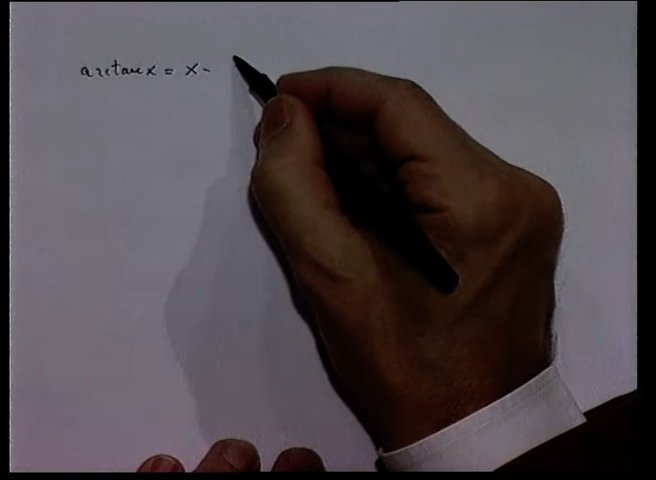 arctan x = x -